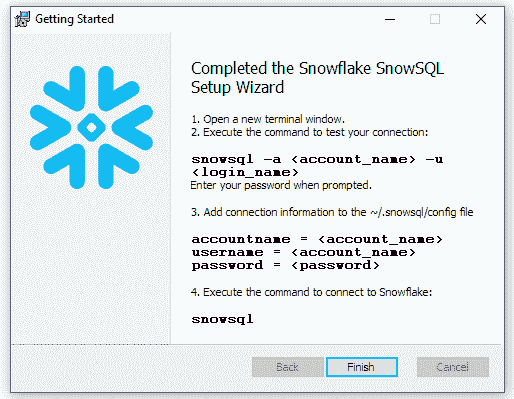 Getting Started
Completed the Snowflake SnowSQL
Setup Wizard
1. Open a new terminal window.
2. Execute the command to test your connection:
snowsql -a <account_name> -u
<login_name>
Enter your password when prompted.
3. Add connection information to the ~/.snowsql/config file
accountname = <account_name>
username = <account_name>
password = <password>
4. Execute the command to connect to Snowflake:
snowsql
Back Finish Cancel